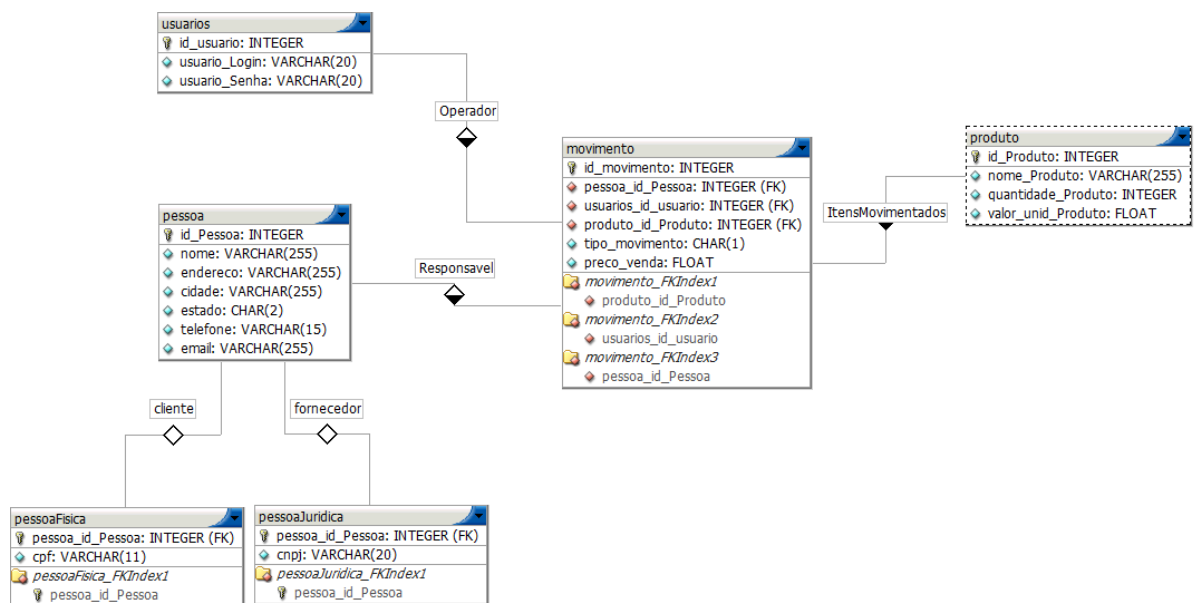 usuarios
id_usuario: INTEGER
usuario_Login: VARCHAR(20)
usuario_Senha: VARCHAR(20)
Operador
movimento
id_movimento: INTEGER
pessoa_id_Pessoa: INTEGER (FK)
usuarios_id_usuario: INTEGER (FK)
produto_id_Produto: INTEGER (FK)
tipo_movimento: CHAR(1)
preco_venda: FLOAT
movimento_FKIndex1
produto_id_Produto
movimento_FKIndex2
usuarios_id_usuario
movimento_FKIndex3
pessoa_id_Pessoa
ItensMovimentados
produto
id_Produto: INTEGER
nome_Produto: VARCHAR(255)
quantidade_Produto: INTEGER
valor_unid_Produto: FLOAT
pessoa
id_Pessoa: INTEGER
nome: VARCHAR(255)
endereco: VARCHAR(255)
cidade: VARCHAR(255)
estado: CHAR(2)
telefone: VARCHAR(15)
email: VARCHAR(255)
Responsavel
cliente
fornecedor
pessoaFisica
pessoa_id_Pessoa: INTEGER (FK)
cpf: VARCHAR(11)
pessoaFisica_FKIndex1
pessoa_id_Pessoa
pessoaJuridica
pessoa_id_Pessoa: INTEGER (FK)
cnpj: VARCHAR(20)
pessoaJuridica_FKIndex1
pessoa_id_Pessoa